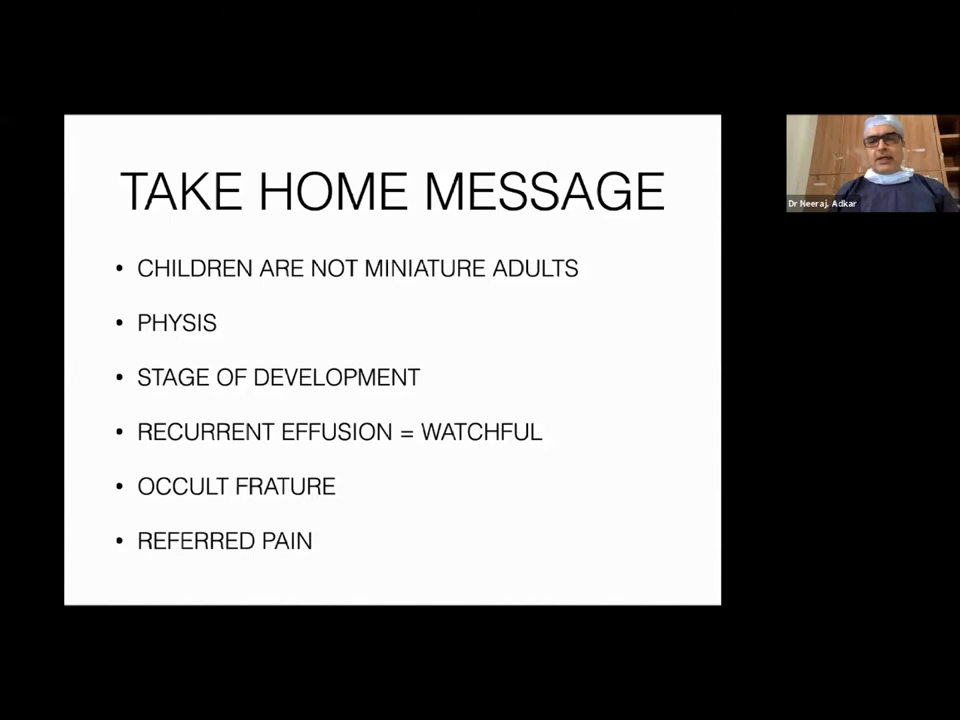 TAKE HOME MESSAGE
• CHILDREN ARE NOT MINIATURE ADULTS
• PHYSIS
• STAGE OF DEVELOPMENT
• RECURRENT EFFUSION = WATCHFUL
• OCCULT FRATURE
• REFERRED PAIN
Dr Neeraj. Adkar